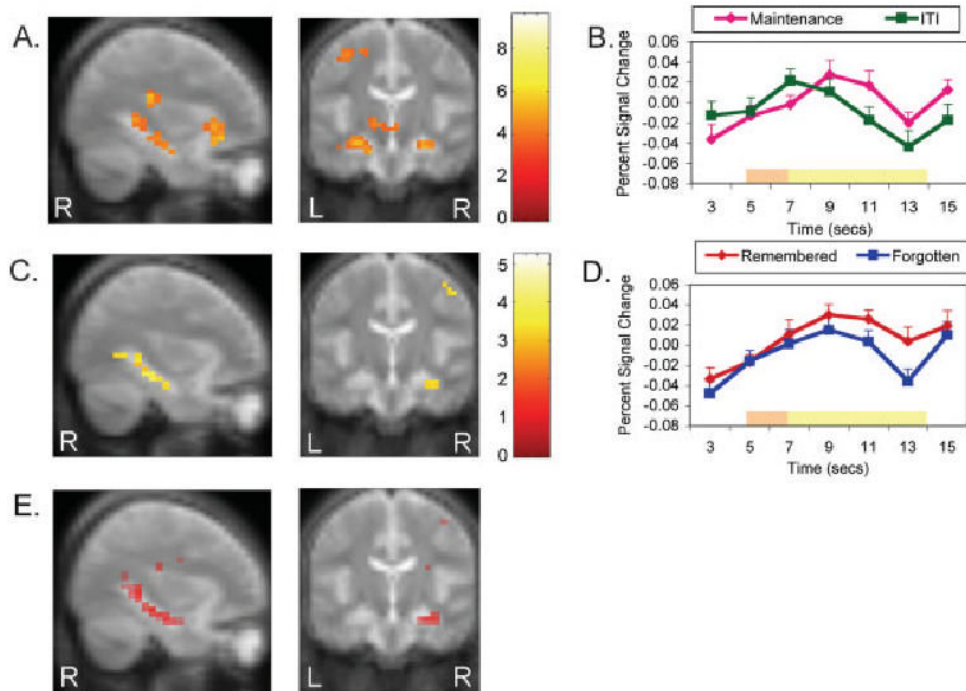 A.
R
L
R
8
6
4
2
0
B.
Maintenance
ITI
Percent Signal Change
0.06
0.04
0.02
0.00
-0.02
-0.04
-0.06
-0.08
3 5 7 9 11 13 15
Time (secs)
C.
R
L
R
5
4
3
2
1
0
D.
Remembered
Forgotten
Percent Signal Change
0.06
0.04
0.02
0.00
-0.02
-0.04
-0.06
-0.08
3 5 7 9 11 13 15
Time (secs)
E.
R
L
R